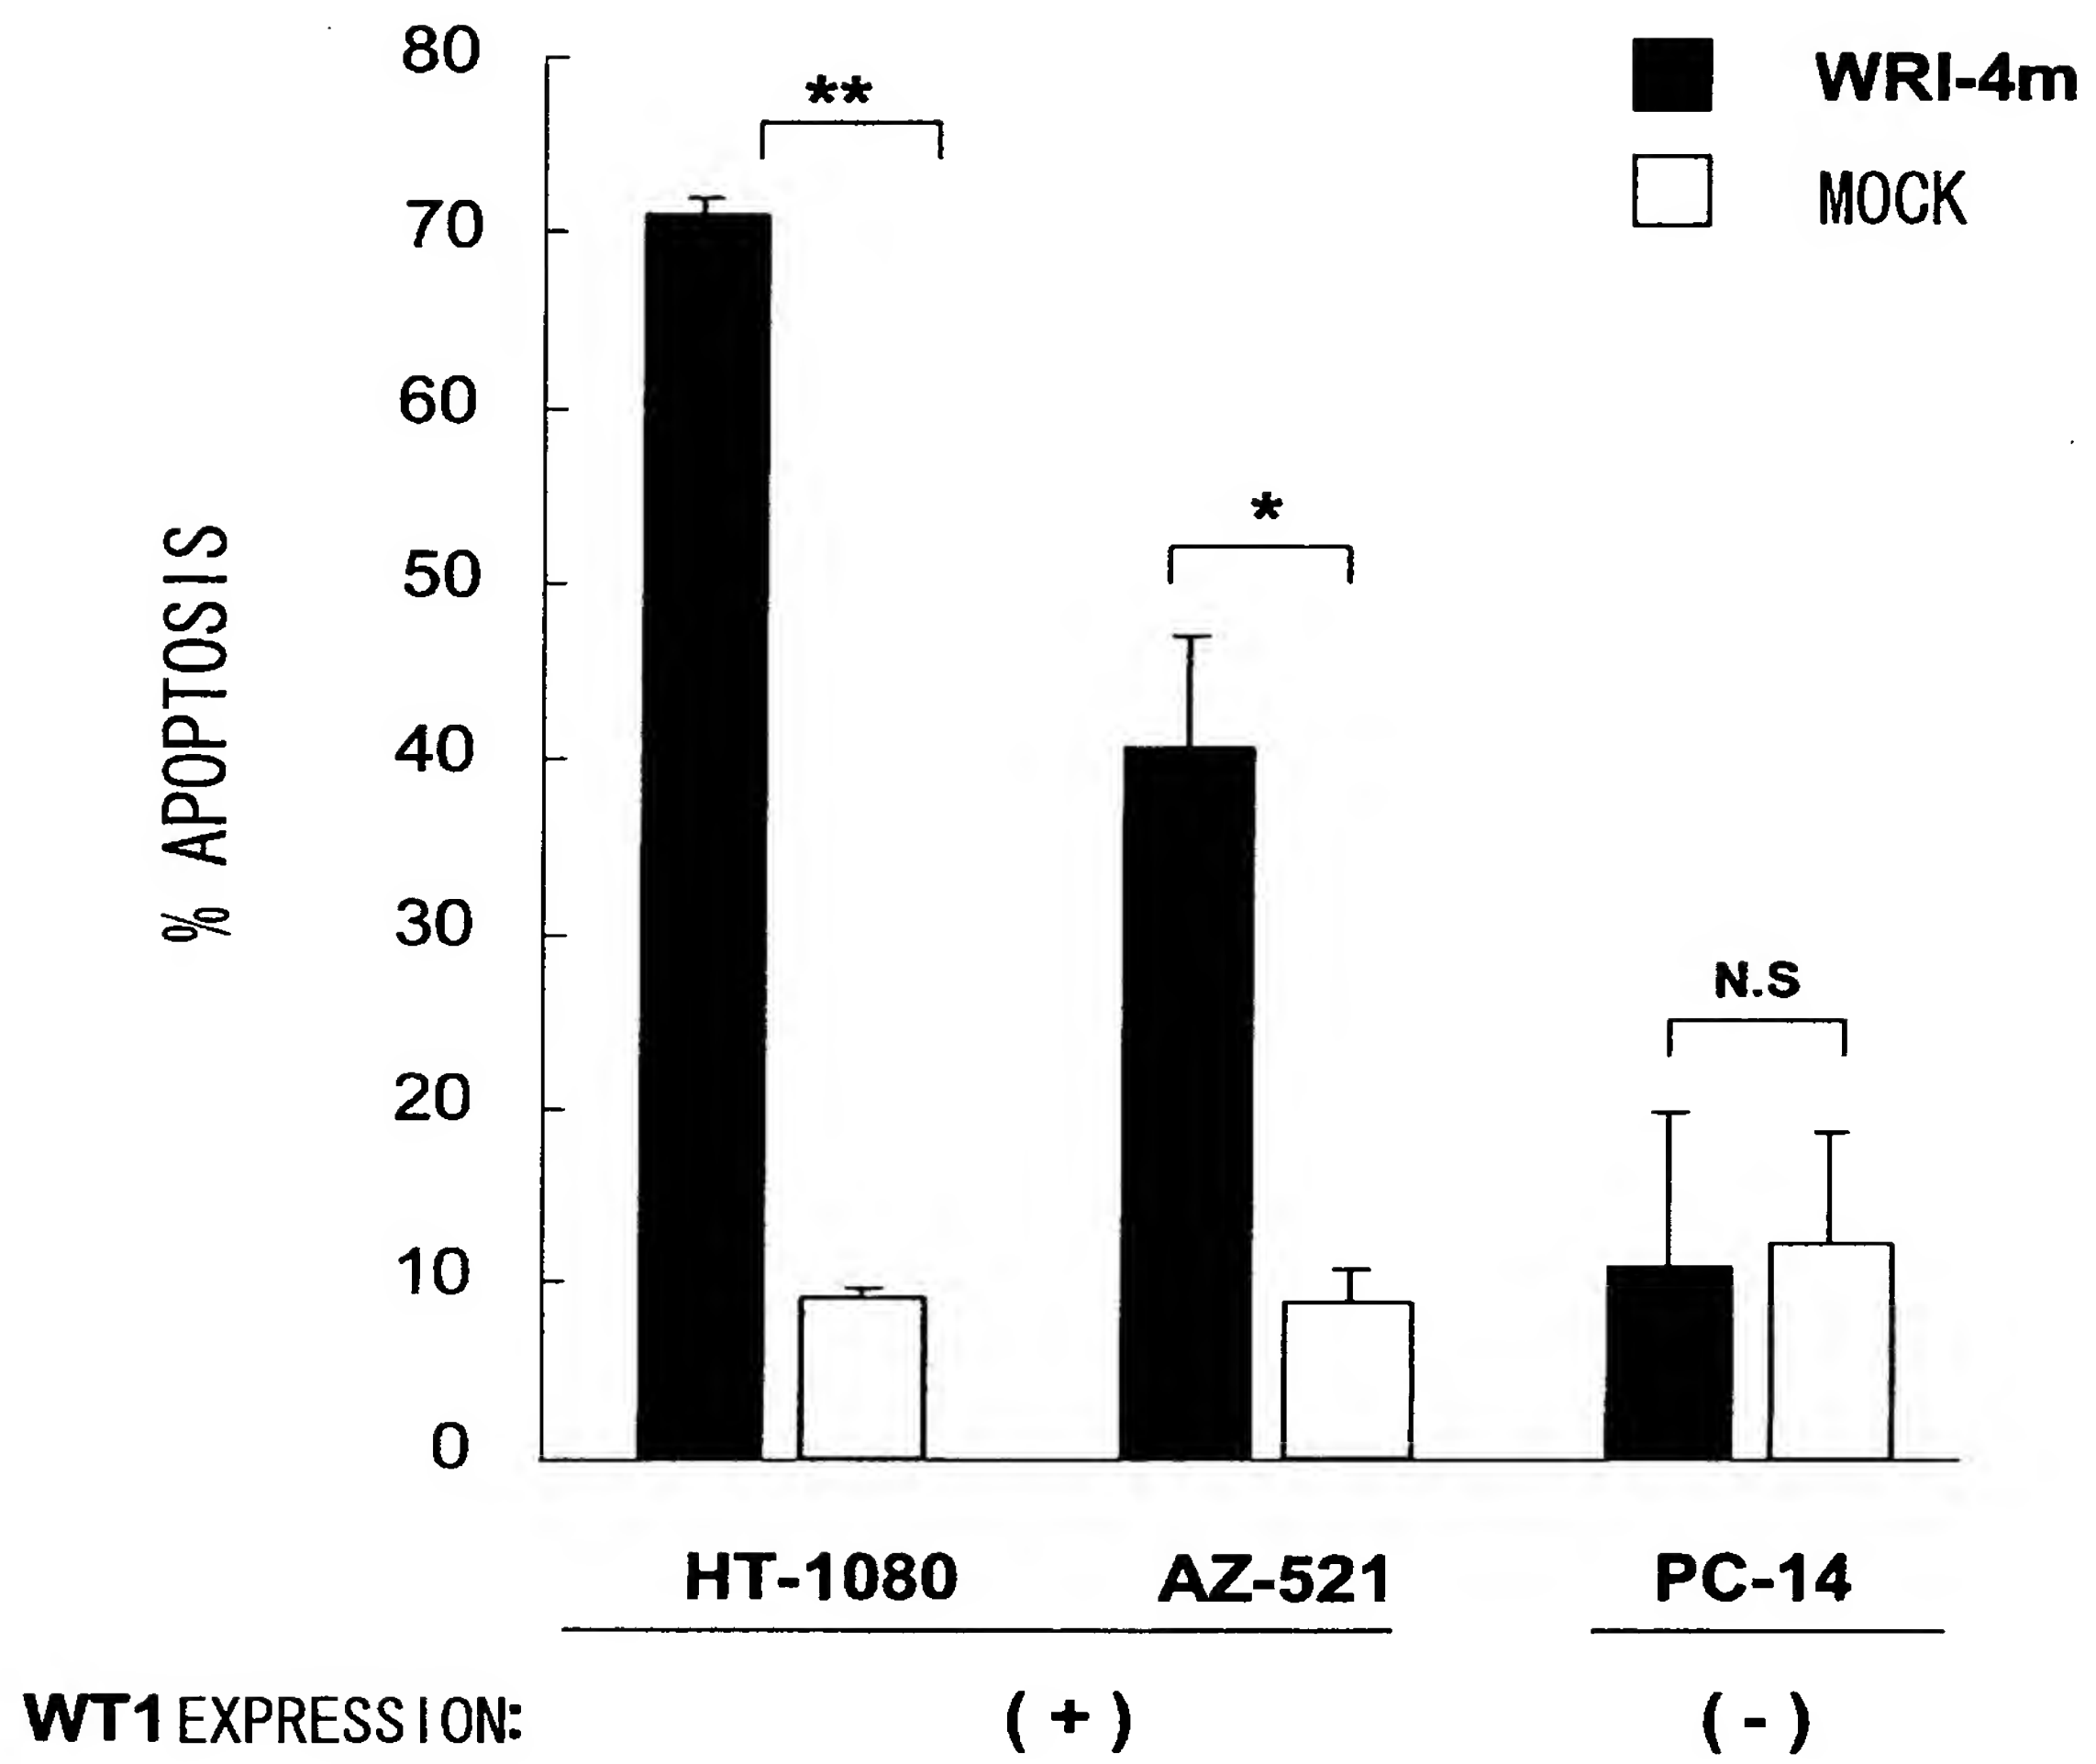 80
70
60
50
40
30
20
10
0
% APOPTOSIS
**
*
N.S
WRI-4m
MOCK
HT-1080 AZ-521 PC-14
WT1 EXPRESSION: (+) (-)